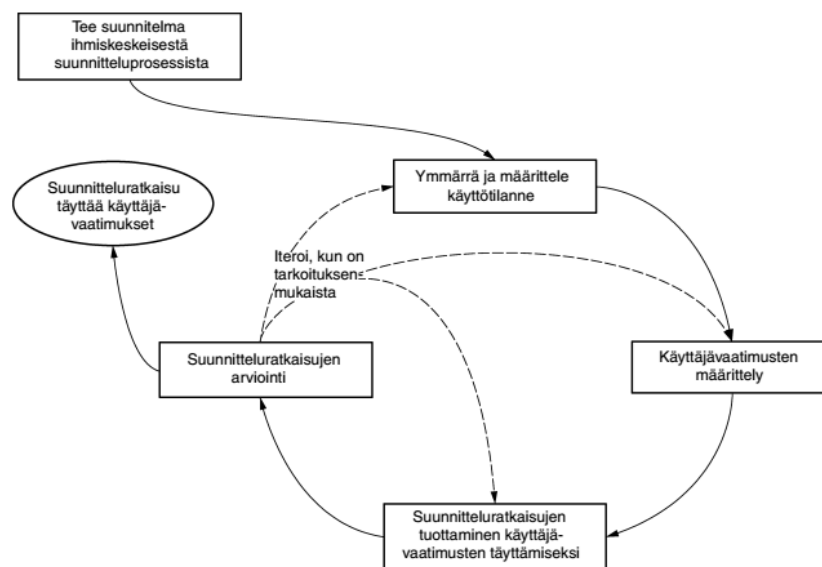 Tee suunnitelma
ihmiskeskeisestä
suunnitteluprosessista
Ymmärrä ja määrittele
käyttötilanne
Suunnitteluratkaisu
täyttää käyttäjä-
vaatimukset
Iteroi, kun on
tarkoituksen-
mukaista
Suunnitteluratkaisujen
arviointi
Käyttäjävaatimusten
määrittely
Suunnitteluratkaisujen
tuottaminen käyttäjä-
vaatimusten täyttämiseksi